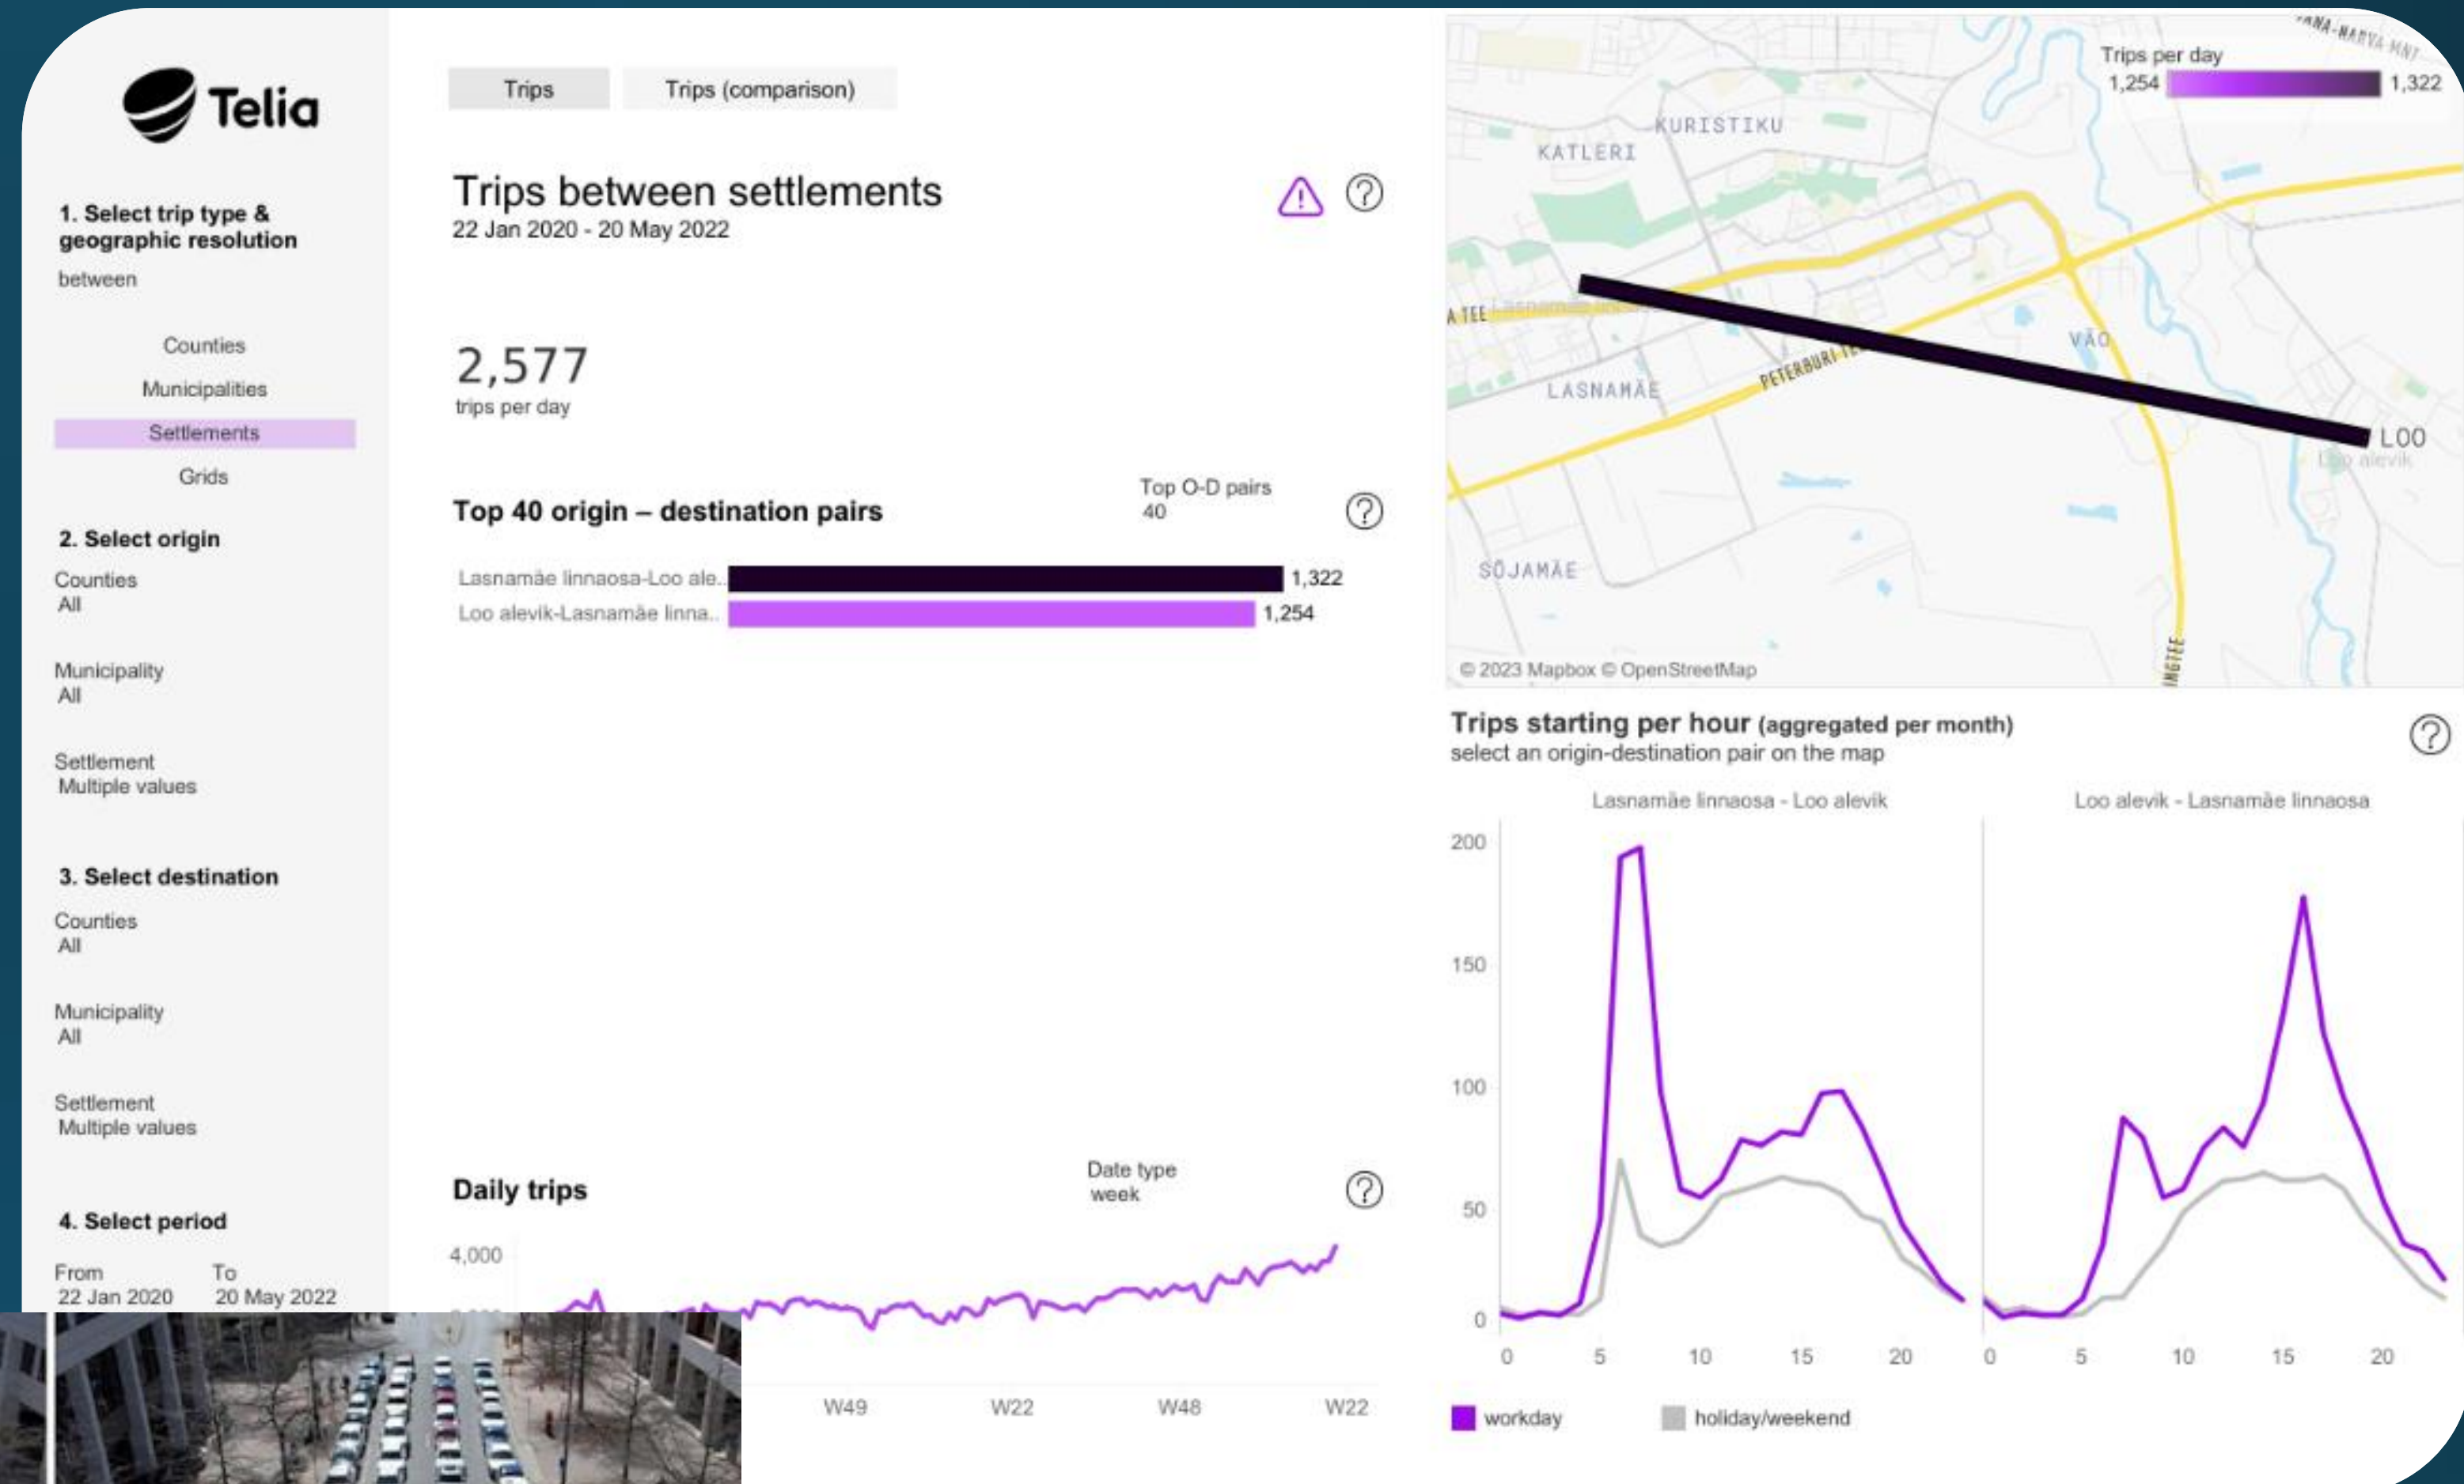 Telia
1. Select trip type &
geographic resolution
between
Counties
Municipalities
Settlements
Grids
2. Select origin
Counties
All
Municipality
All
Settlement
Multiple values
3. Select destination
Counties
All
Municipality
All
Settlement
Multiple values
4. Select period
From To
22 Jan 2020 20 May 2022
Trips Trips (comparison)
Trips between settlements
22 Jan 2020 - 20 May 2022
2,577
trips per day
Top 40 origin – destination pairs
Top O-D pairs
40
Lasnamäe linnaosa-Loo ale.. 1,322
Loo alevik-Lasnamäe linna.. 1,254
Daily trips
Date type
week
4,000
W49 W22 W48 W22
Trips per day
1,254 1,322
KURISTIKU
KATLERI
A TEE
VÃO
PETERBURI
LASNAMÄE
LOO
Loo alevik
SÕJAMÄE
© 2023 Mapbox © OpenStreetMap
Trips starting per hour (aggregated per month)
select an origin-destination pair on the map
Lasnamäe linnaosa - Loo alevik Loo alevik - Lasnamäe linnaosa
200
150
100
50
0
0 5 10 15 20 0 5 10 15 20
workday holiday/weekend